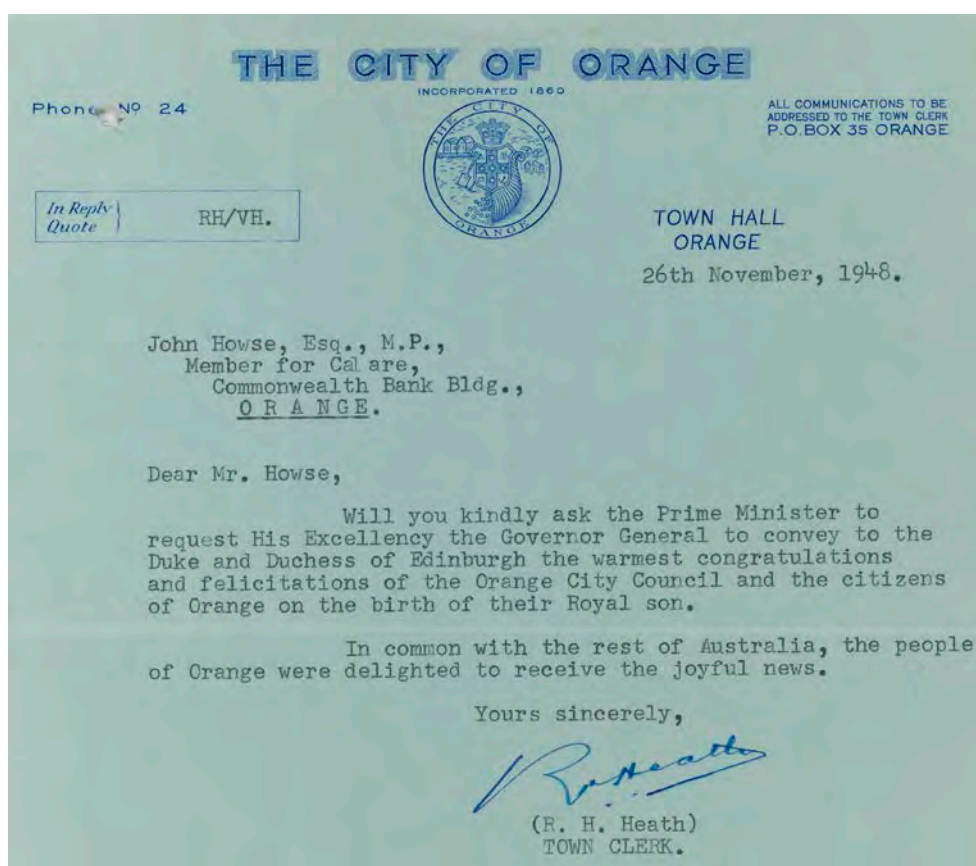 THE CITY OF ORANGE
INCORPORATED 1860
Phone Nº 24
ALL COMMUNICATIONS TO BE
ADDRESSED TO THE TOWN CLERK
P.O.BOX 35 ORANGE
THE CITY OF
ORANGE
In Reply
Quote
RH/VH.
TOWN HALL
ORANGE
26th November, 1948.
John Howse, Esq., M.P.,
Member for Calare,
Commonwealth Bank Bldg.,
O R A N G E.
Dear Mr. Howse,
Will you kindly ask the Prime Minister to
request His Excellency the Governor General to convey to the
Duke and Duchess of Edinburgh the warmest congratulations
and felicitations of the Orange City Council and the citizens
of Orange on the birth of their Royal son.
In common with the rest of Australia, the people
of Orange were delighted to receive the joyful news.
Yours sincerely,
R. Heath
(R. H. Heath)
TOWN CLERK.